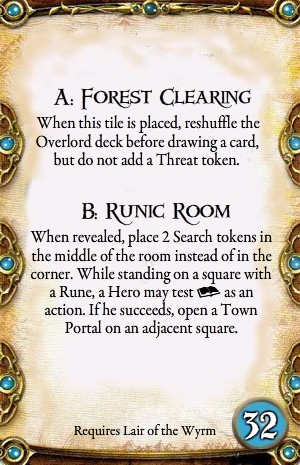 A: Forest Clearing
When this tile is placed, reshuffle the
Overlord deck before drawing a card,
but do not add a Threat token.
B: Runic Room
When revealed, place 2 Search tokens in
the middle of the room instead of in the
corner. While standing on a square with
a Rune, a Hero may test as an
action. If he succeeds, open a Town
Portal on an adjacent square.
Requires Lair of the Wyrm
32